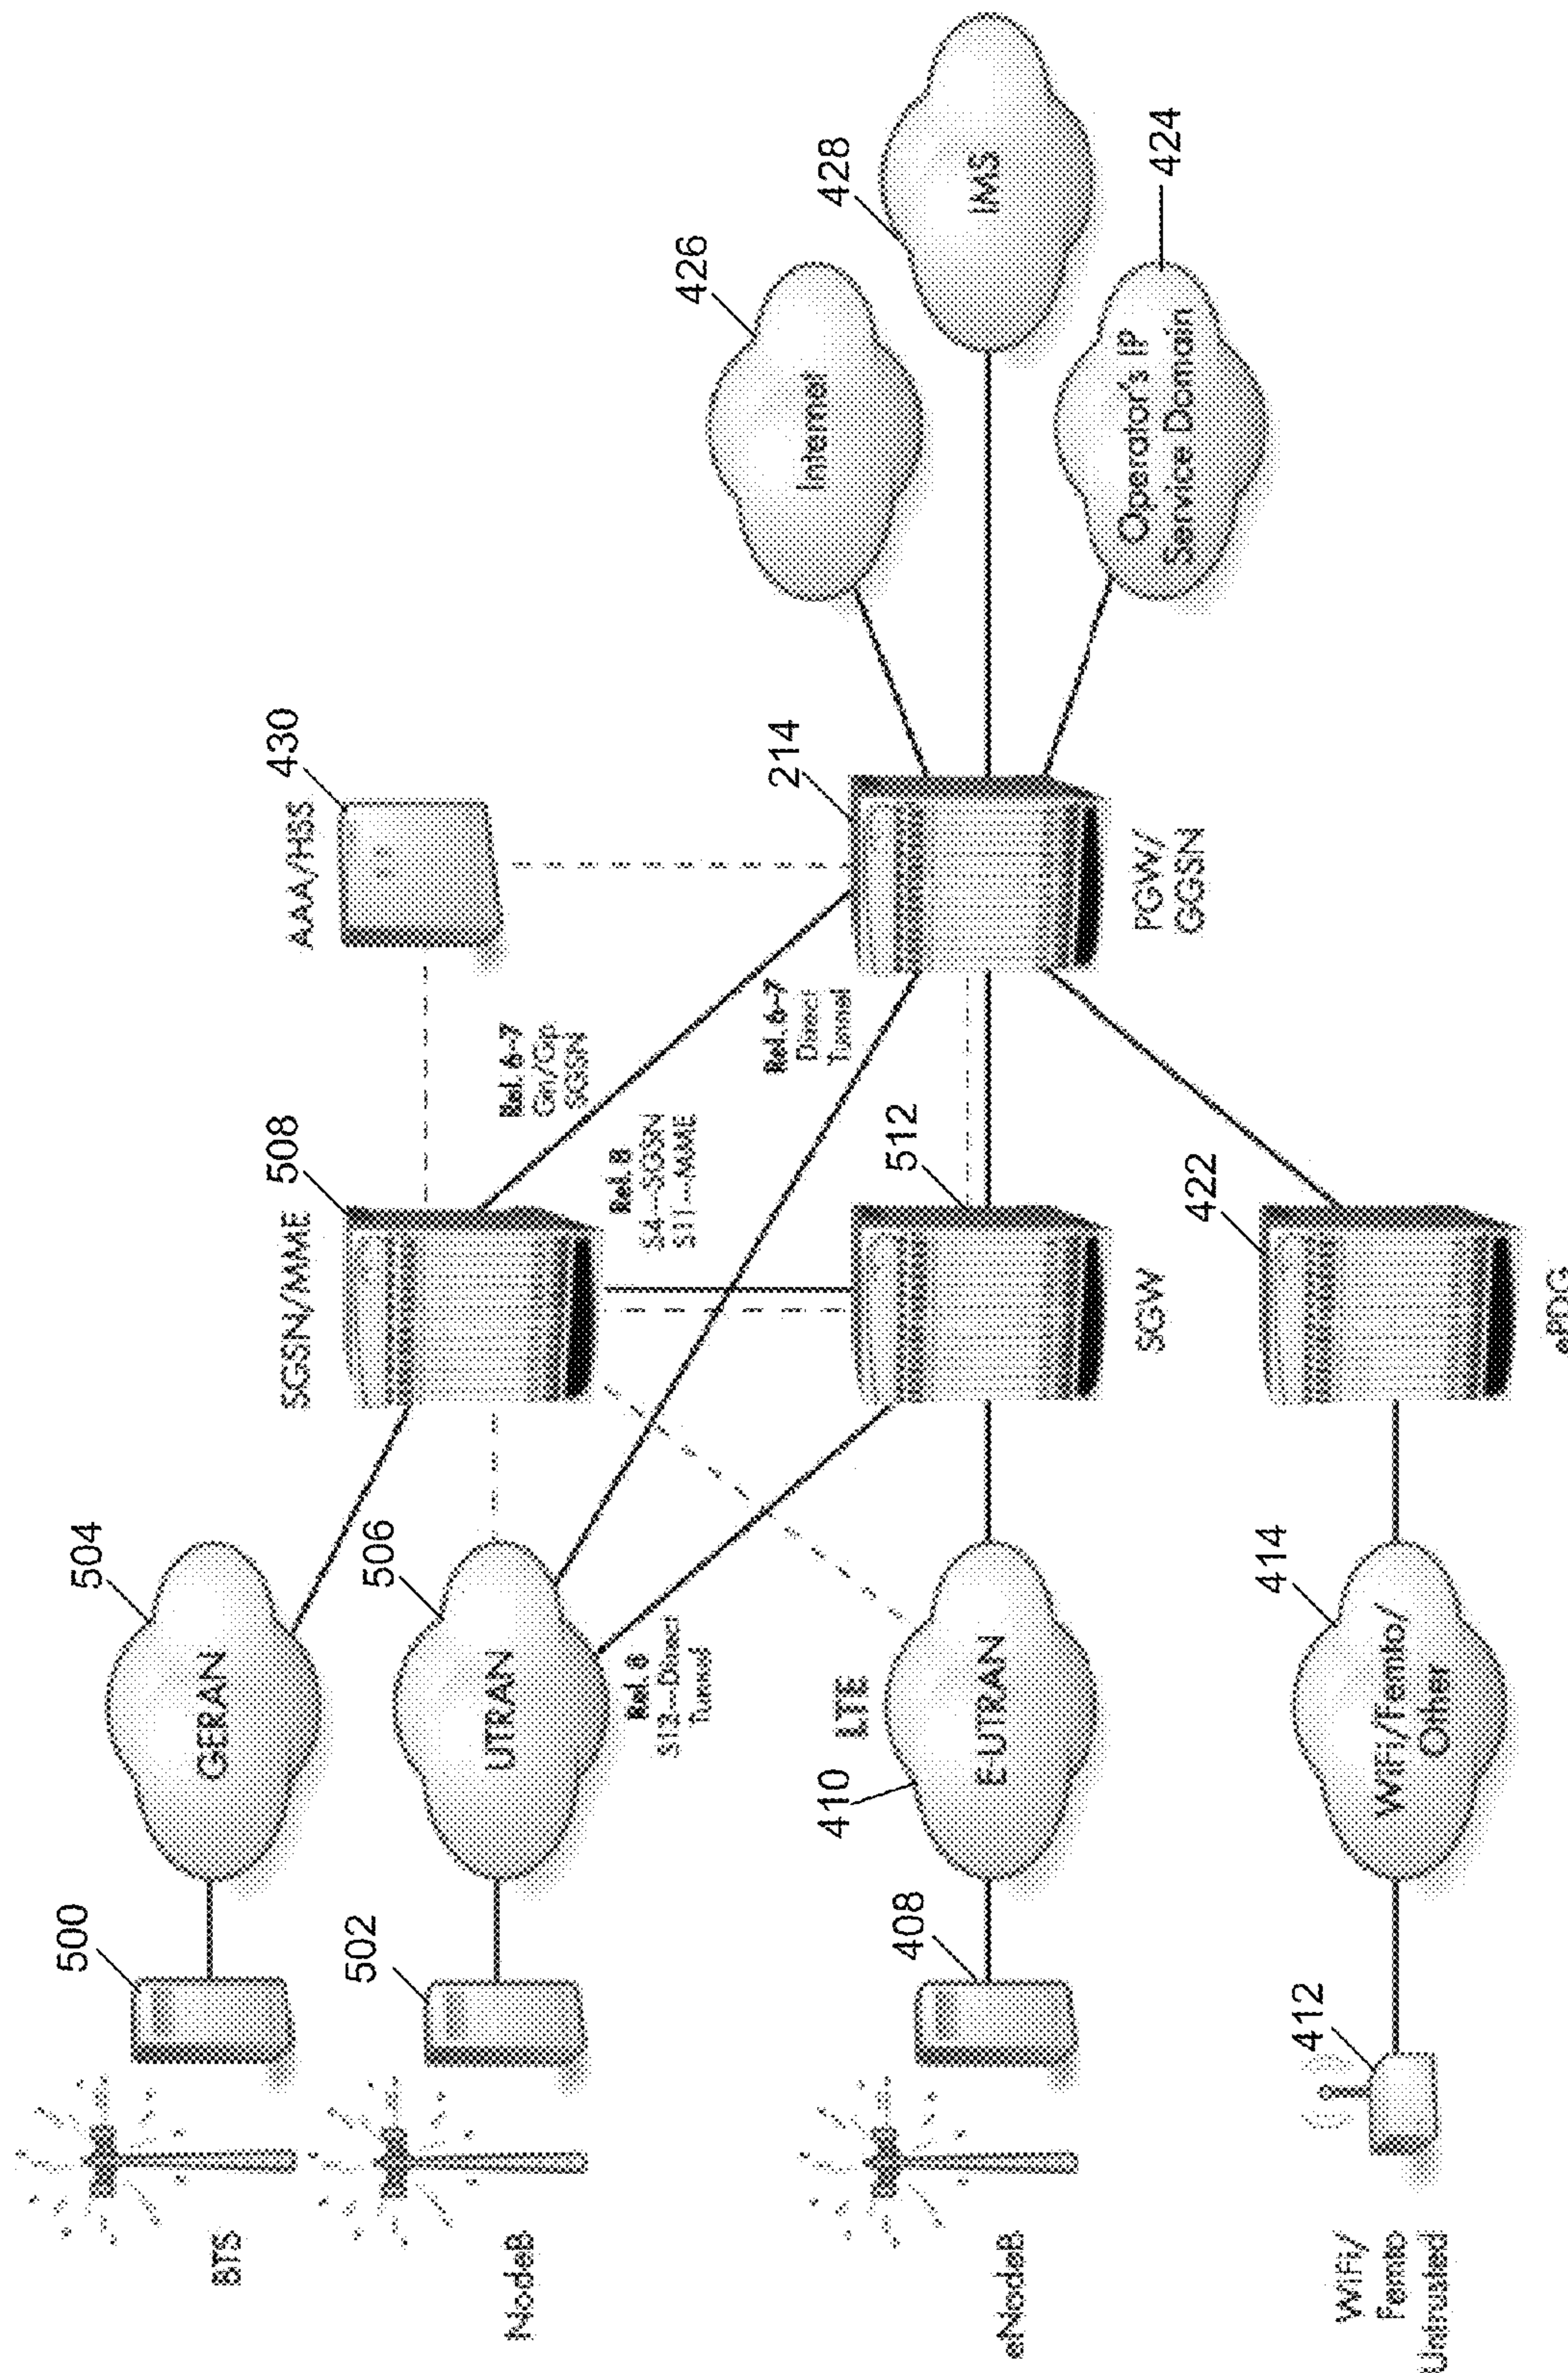 500
504
BTS
GERAN
SGSN/MME
508
AAA/HSS
430
502
506
NodeB
UTRAN
Rel. 6-7
Gn/Gp
SGSN
Rel. 8
S4---SGSN
S11---MME
Rel. 8
S12--Direct
Tunnel
Rel. 6-7
Direct
Tunnel
426
Internet
428
IMS
424
Operator's IP
Service Domain
214
PGW/
GGSN
LTE
408
410
eNodeB
E-UTRAN
512
SGW
412
414
WiFi/
Femto
Untrusted
WiFi/Femto/
Other
422
ePDG